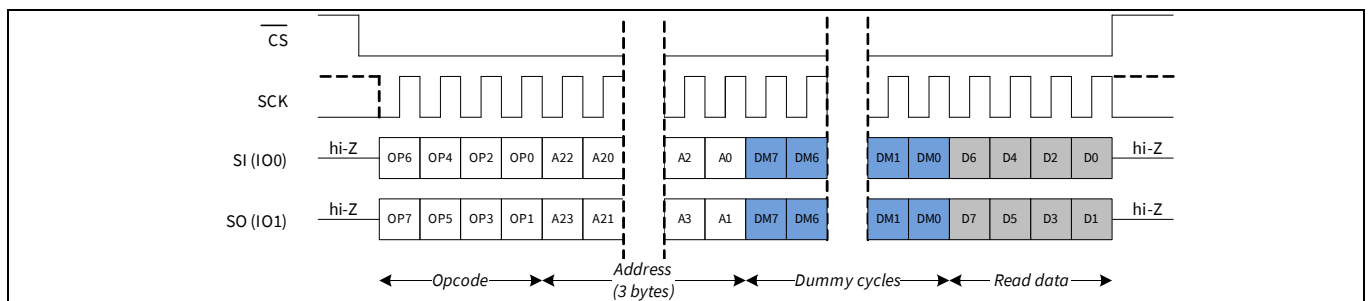 CS
SCK
SI (IO0) hi-Z OP6 OP4 OP2 OP0 A22 A20 A2 A0 DM7 DM6 DM1 DM0 D6 D4 D2 D0 hi-Z
SO (IO1) hi-Z OP7 OP5 OP3 OP1 A23 A21 A3 A1 DM7 DM6 DM1 DM0 D7 D5 D3 D1 hi-Z
Opcode Address Dummy cycles Read data
(3 bytes)